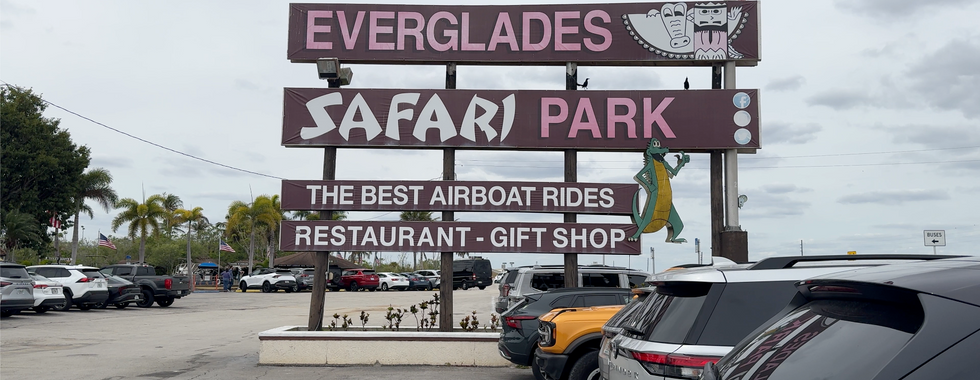 EVERGLADES
SAFARI PARK
THE BEST AIRBOAT RIDES
RESTAURANT - GIFT SHOP
BUSES